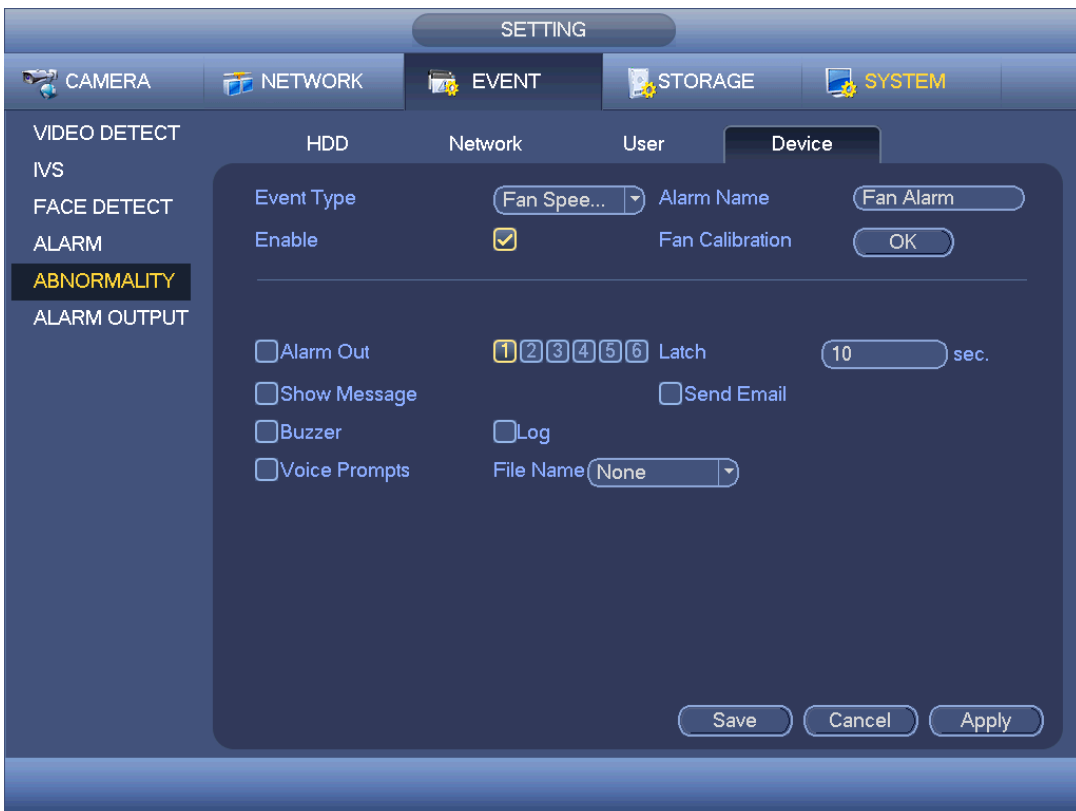 SETTING
CAMERA NETWORK EVENT STORAGE SYSTEM
VIDEO DETECT
IVS
FACE DETECT
ALARM
ABNORMALITY
ALARM OUTPUT
HDD Network User Device
Event Type Fan Spee... Alarm Name Fan Alarm
Enable Fan Calibration OK
Alarm Out 1 2 3 4 5 6 Latch 10 sec.
Show Message Send Email
Buzzer Log
Voice Prompts File Name None
Save Cancel Apply